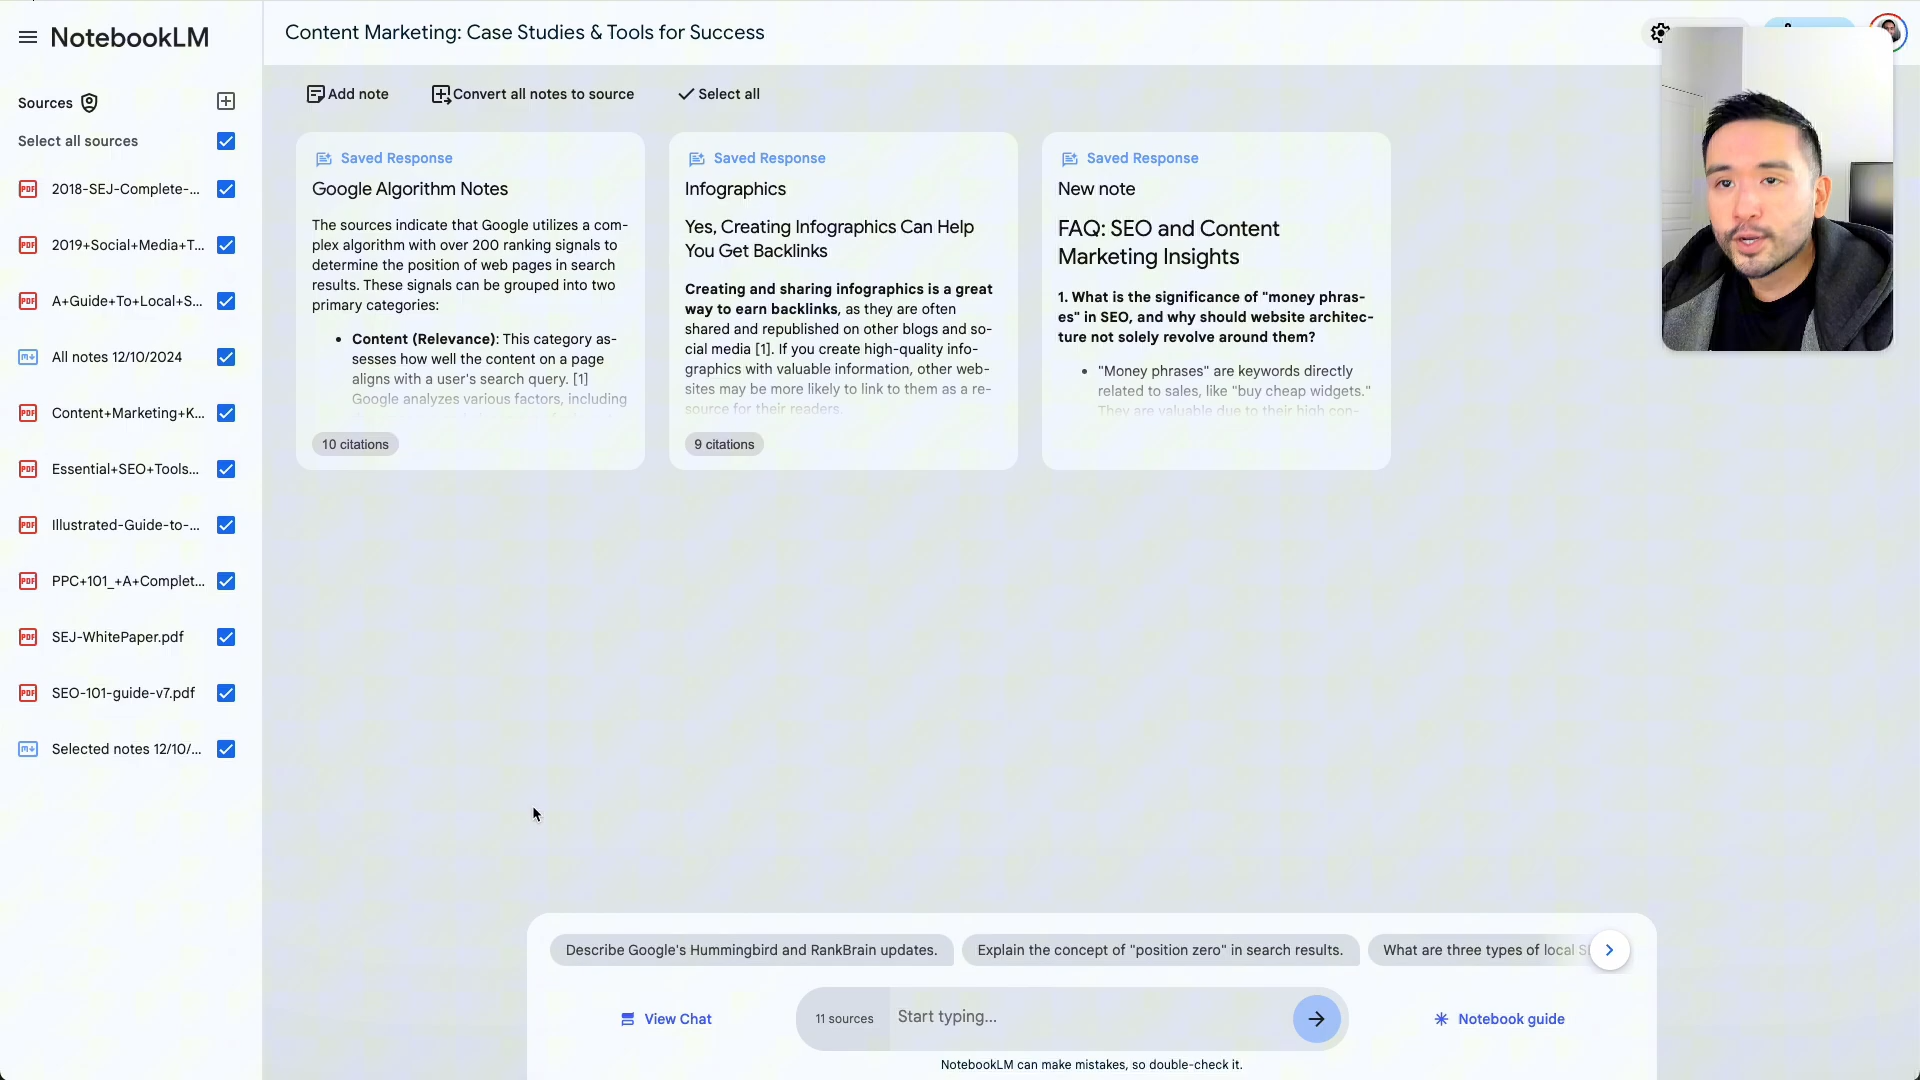 NotebookLM
Content Marketing: Case Studies & Tools for Success
Sources
Select all sources
2018-SEJ-Complete-...
2019+Social+Media+T...
A+Guide+To+Local+S...
All notes 12/10/2024
Content+Marketing+K...
Essential+SEO+Tools...
Illustrated-Guide-to-...
PPC+101_+A+Complet...
SEJ-WhitePaper.pdf
SEO-101-guide-v7.pdf
Selected notes 12/10/...
Add note
Convert all notes to source
Select all
Saved Response
Google Algorithm Notes
The sources indicate that Google utilizes a com-
plex algorithm with over 200 ranking signals to
determine the position of web pages in search
results. These signals can be grouped into two
primary categories:
• Content (Relevance): This category as-
sesses how well the content on a page
aligns with a user's search query. [1]
Google analyzes various factors, including
10 citations
Saved Response
Infographics
Yes, Creating Infographics Can Help
You Get Backlinks
Creating and sharing infographics is a great
way to earn backlinks, as they are often
shared and republished on other blogs and so-
cial media [1]. If you create high-quality info-
graphics with valuable information, other web-
sites may be more likely to link to them as a re-
source for their readers.
9 citations
Saved Response
New note
FAQ: SEO and Content
Marketing Insights
1. What is the significance of "money phras-
es" in SEO, and why should website architec-
ture not solely revolve around them?
• "Money phrases" are keywords directly
related to sales, like "buy cheap widgets."
They are valuable due to their high con-
Describe Google's Hummingbird and RankBrain updates.
Explain the concept of "position zero" in search results.
What are three types of local S
View Chat
11 sources
Start typing...
Notebook guide
NotebookLM can make mistakes, so double-check it.